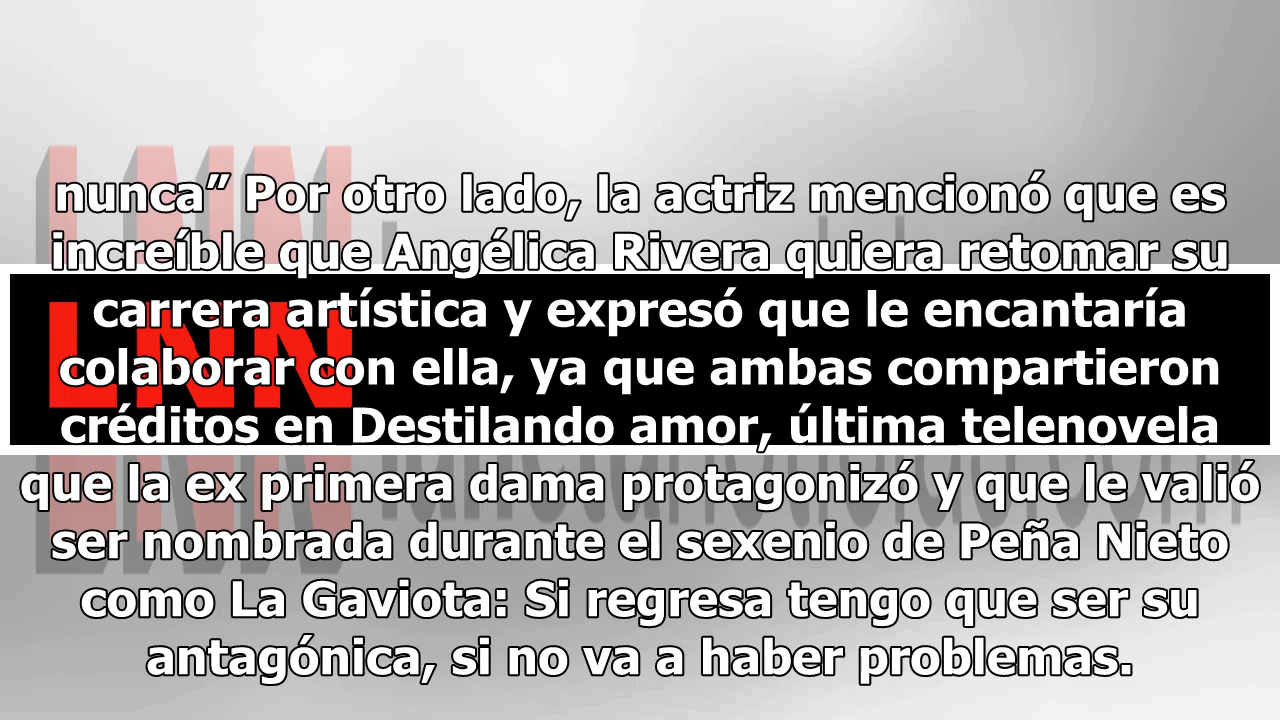 nunca” Por otro lado, la actriz mencionó que es
increíble que Angélica Rivera quiera retomar su
carrera artística y expresó que le encantaría
colaborar con ella, ya que ambas compartieron
créditos en Destilando amor, última telenovela
que la ex primera dama protagonizó y que le valió
ser nombrada durante el sexenio de Peña Nieto
como La Gaviota: Si regresa tengo que ser su
antagónica, si no va a haber problemas.
LNN
LNN
LNN